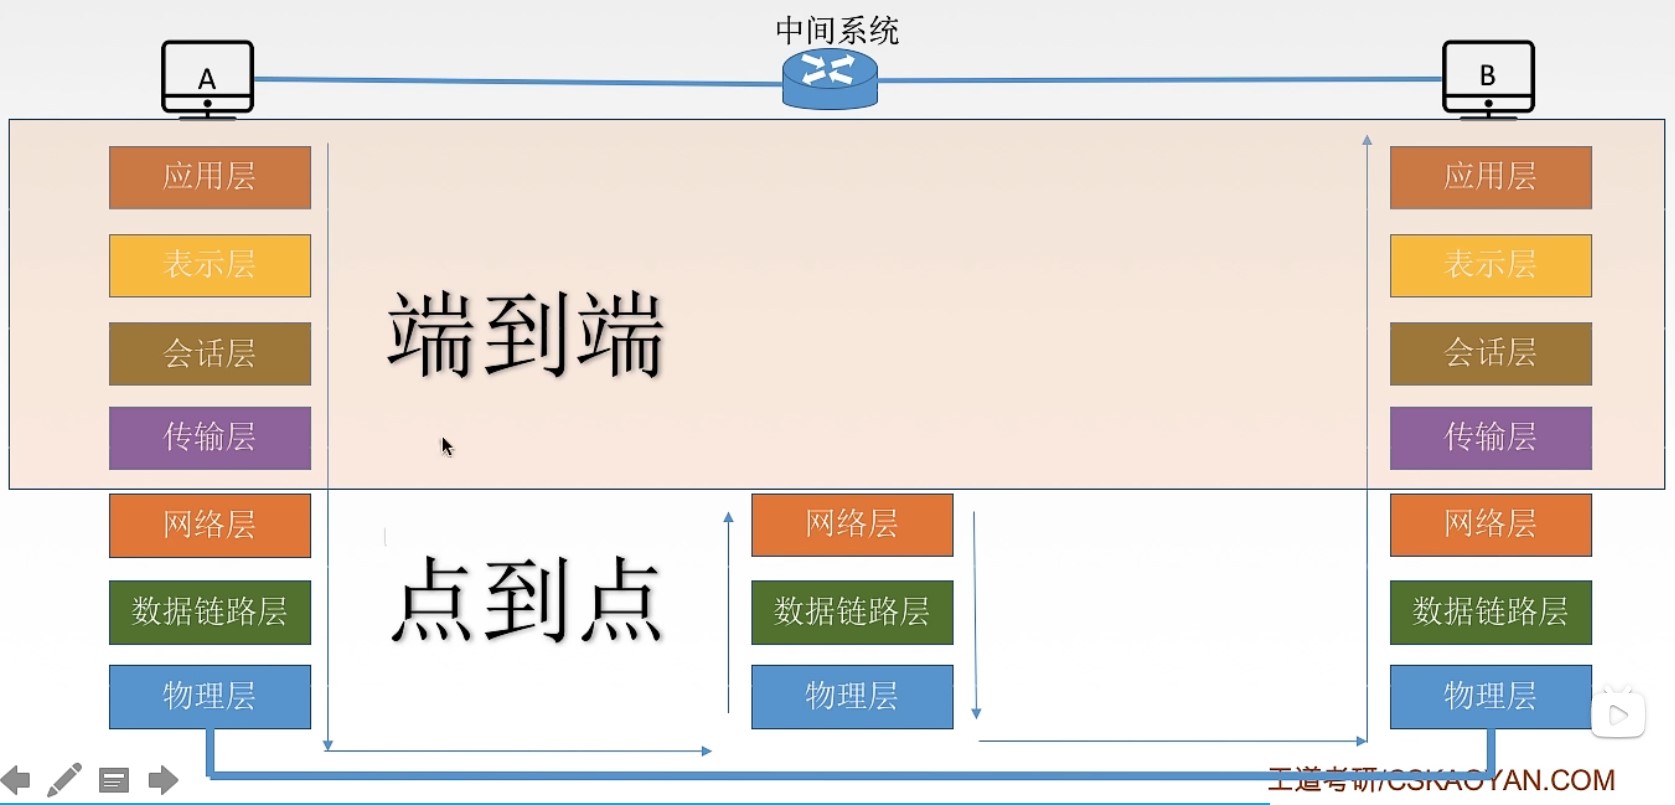 中间系统
A
B
应用层
应用层
表示层
表示层
会话层
会话层
端到端
传输层
传输层
网络层
网络层
网络层
点到点
数据链路层
数据链路层
数据链路层
物理层
物理层
物理层
王道考研/CSKAOYAN.COM